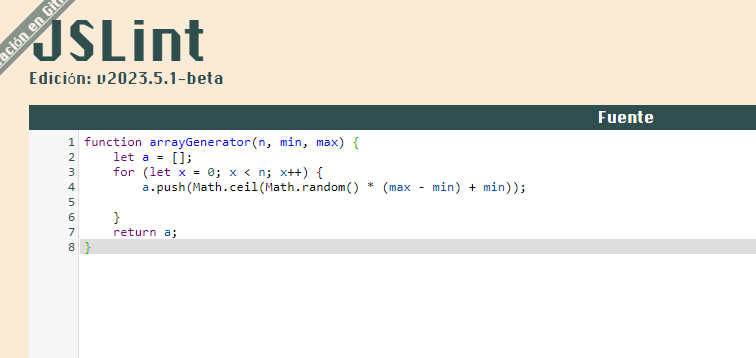 ación en Git
JSLint
Edición: v2023.5.1-beta
Fuente
1 function arrayGenerator(n, min, max) {
2     let a = [];
3     for (let x = 0; x < n; x++) {
4         a.push(Math.ceil(Math.random() * (max - min) + min));
5
6     }
7     return a;
8 }